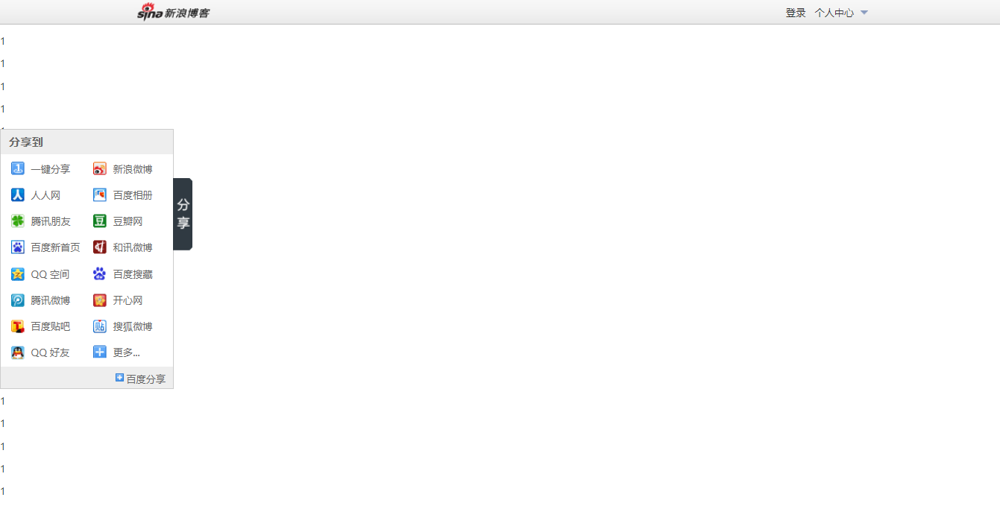 sina 新浪博客
登录 个人中心
1
1
1
1
分享到
一键分享 新浪微博
人人网 百度相册
腾讯朋友 豆瓣网
百度新首页 和讯微博
QQ 空间 百度搜藏
腾讯微博 开心网
百度贴吧 搜狐微博
QQ 好友 更多...
百度分享
分
享
1
1
1
1
1